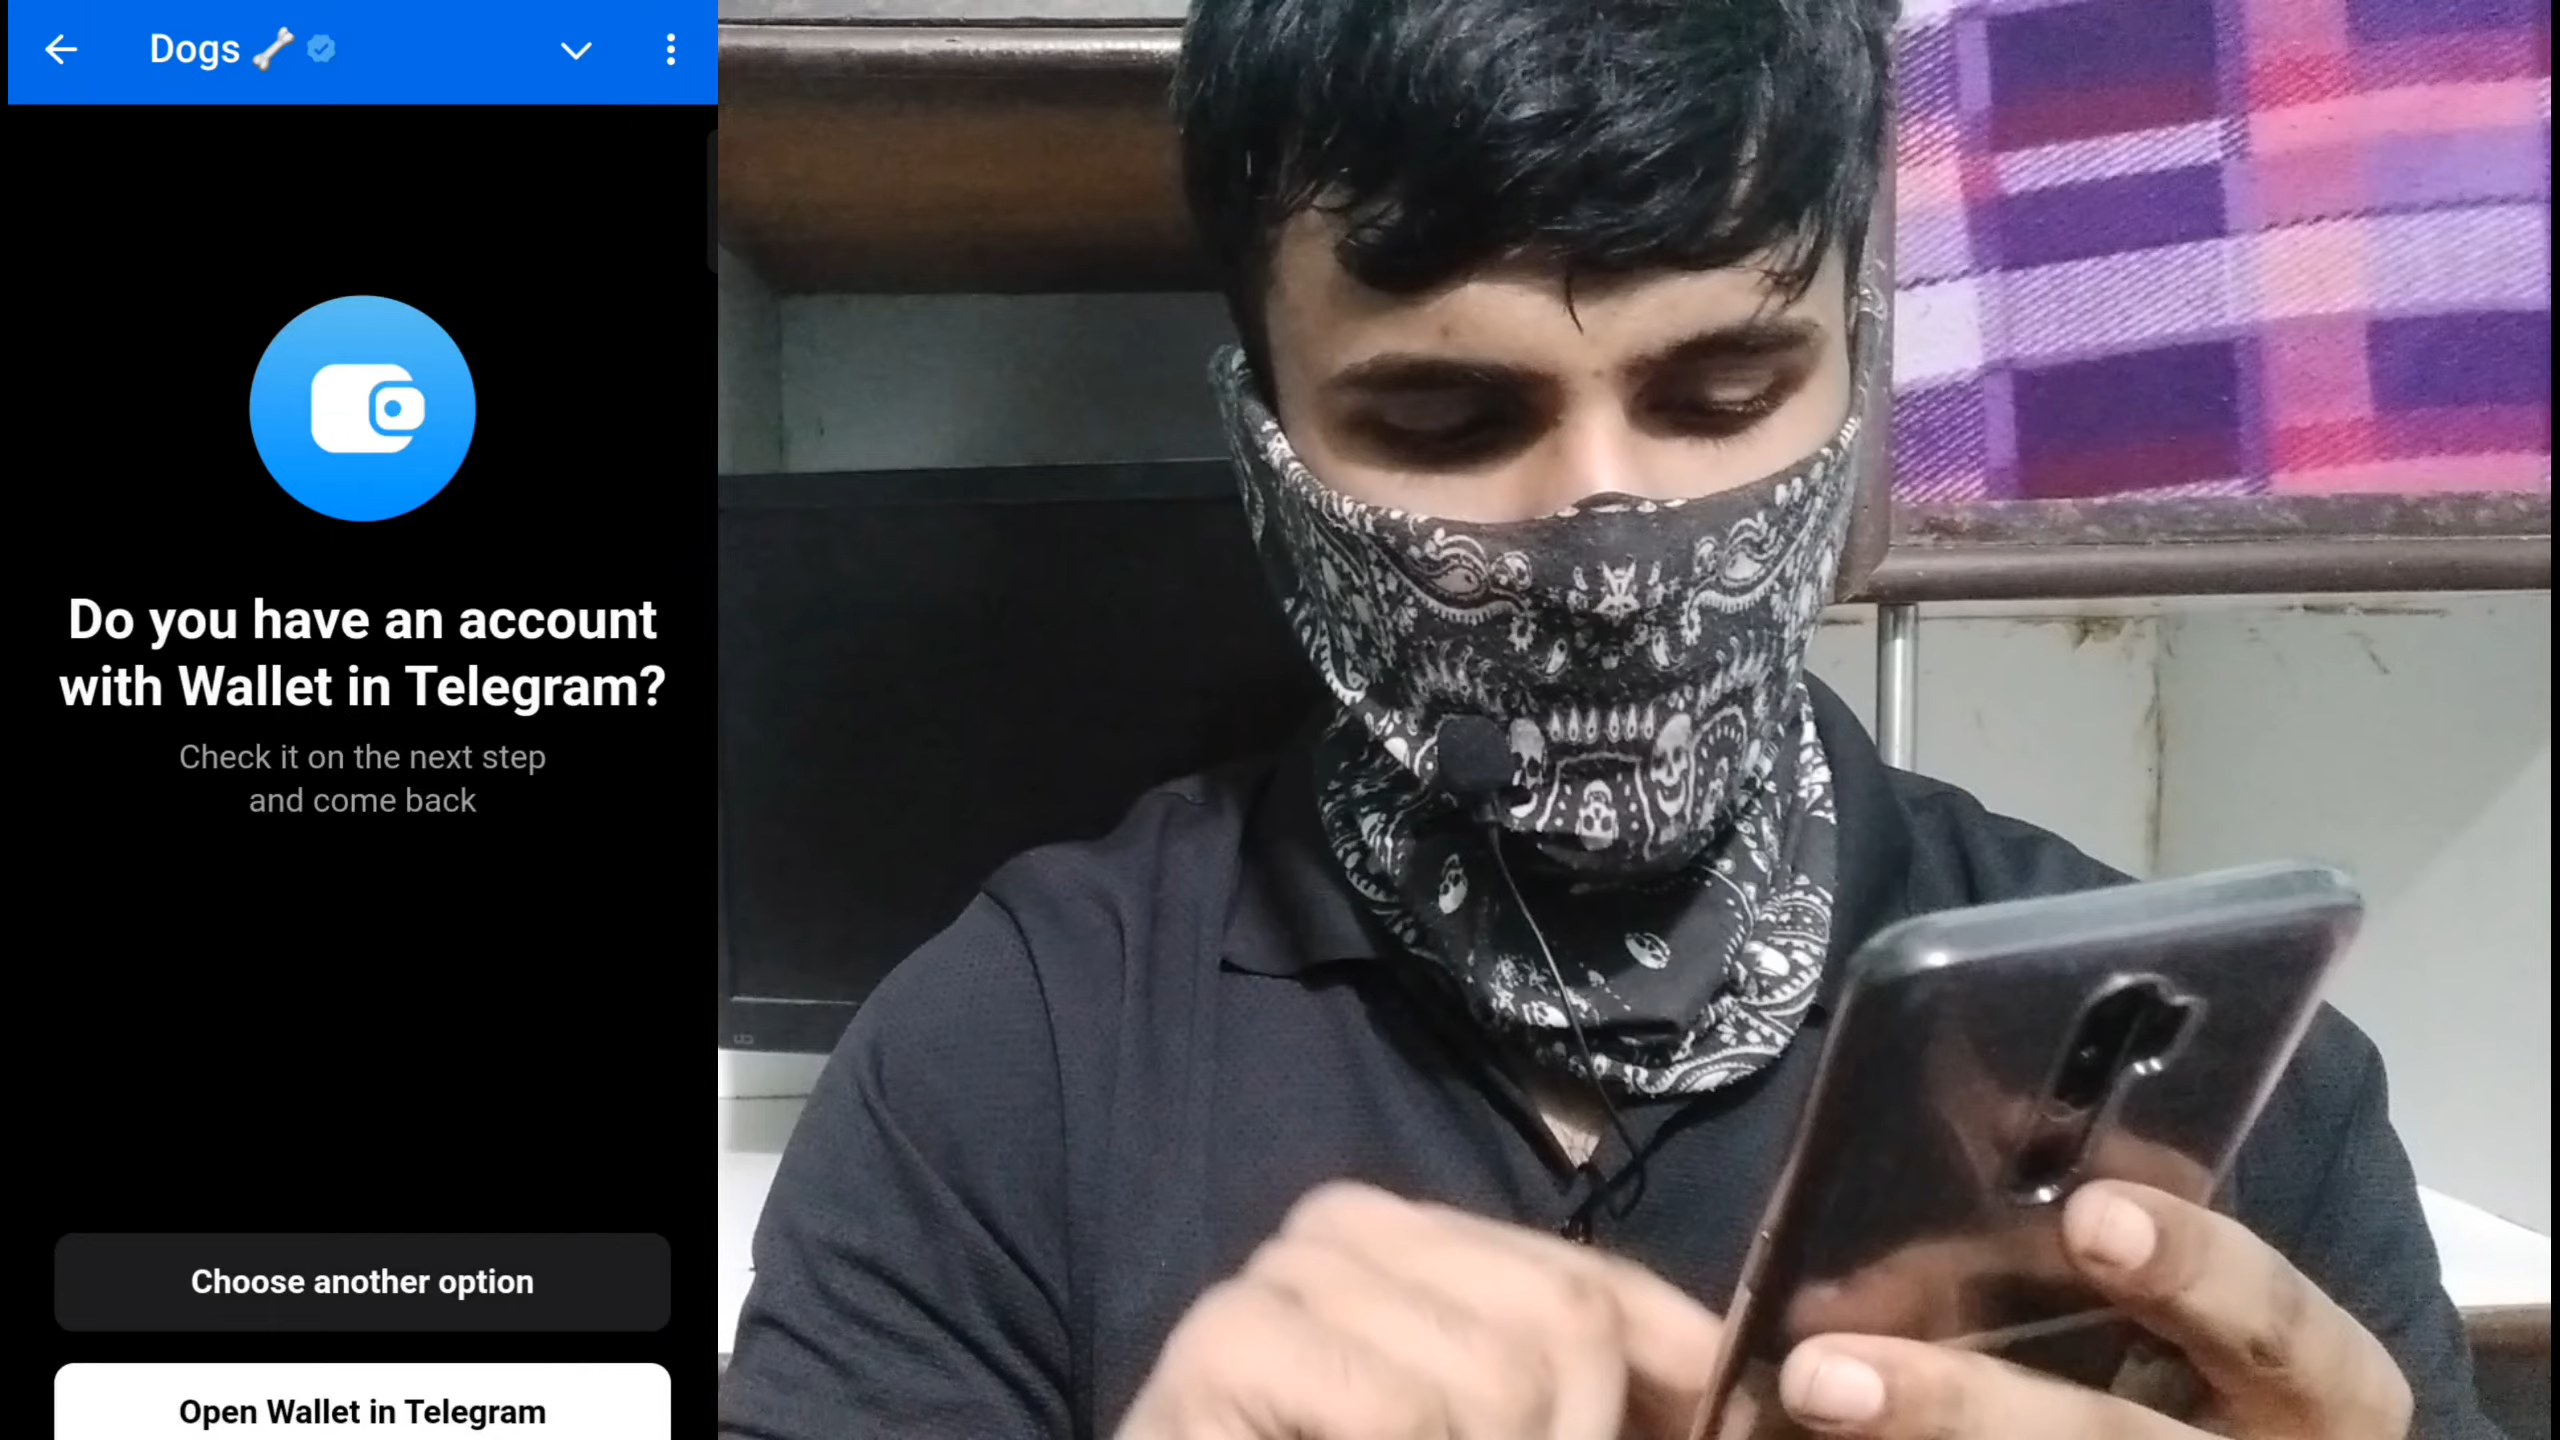 Dogs 🦴
Do you have an account
with Wallet in Telegram?
Check it on the next step
and come back
Choose another option
Open Wallet in Telegram